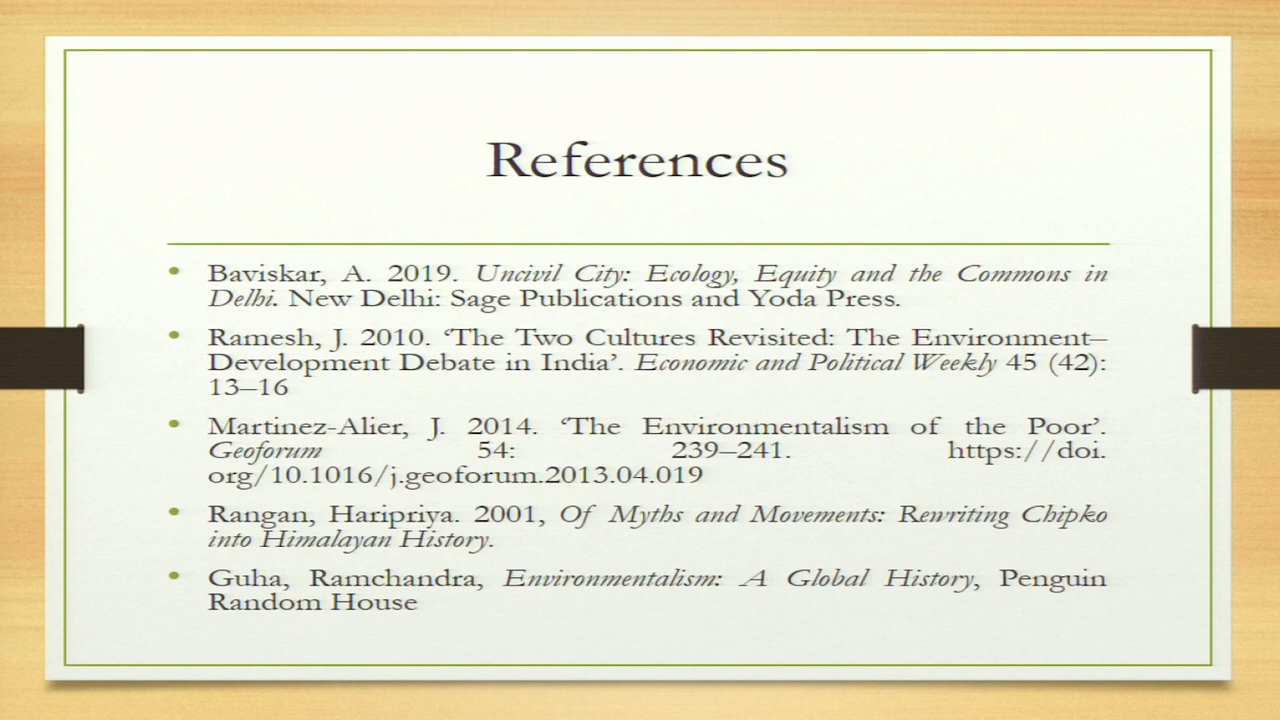 References
• Baviskar, A. 2019. Uncivil City: Ecology, Equity and the Commons in
Delhi. New Delhi: Sage Publications and Yoda Press.
• Ramesh, J. 2010. ‘The Two Cultures Revisited: The Environment–
Development Debate in India’. Economic and Political Weekly 45 (42):
13–16
• Martinez-Alier, J. 2014. ‘The Environmentalism of the Poor’.
Geoforum 54: 239–241. https://doi.
org/10.1016/j.geoforum.2013.04.019
• Rangan, Haripriya. 2001, Of Myths and Movements: Rewriting Chipko
into Himalayan History.
• Guha, Ramchandra, Environmentalism: A Global History, Penguin
Random House